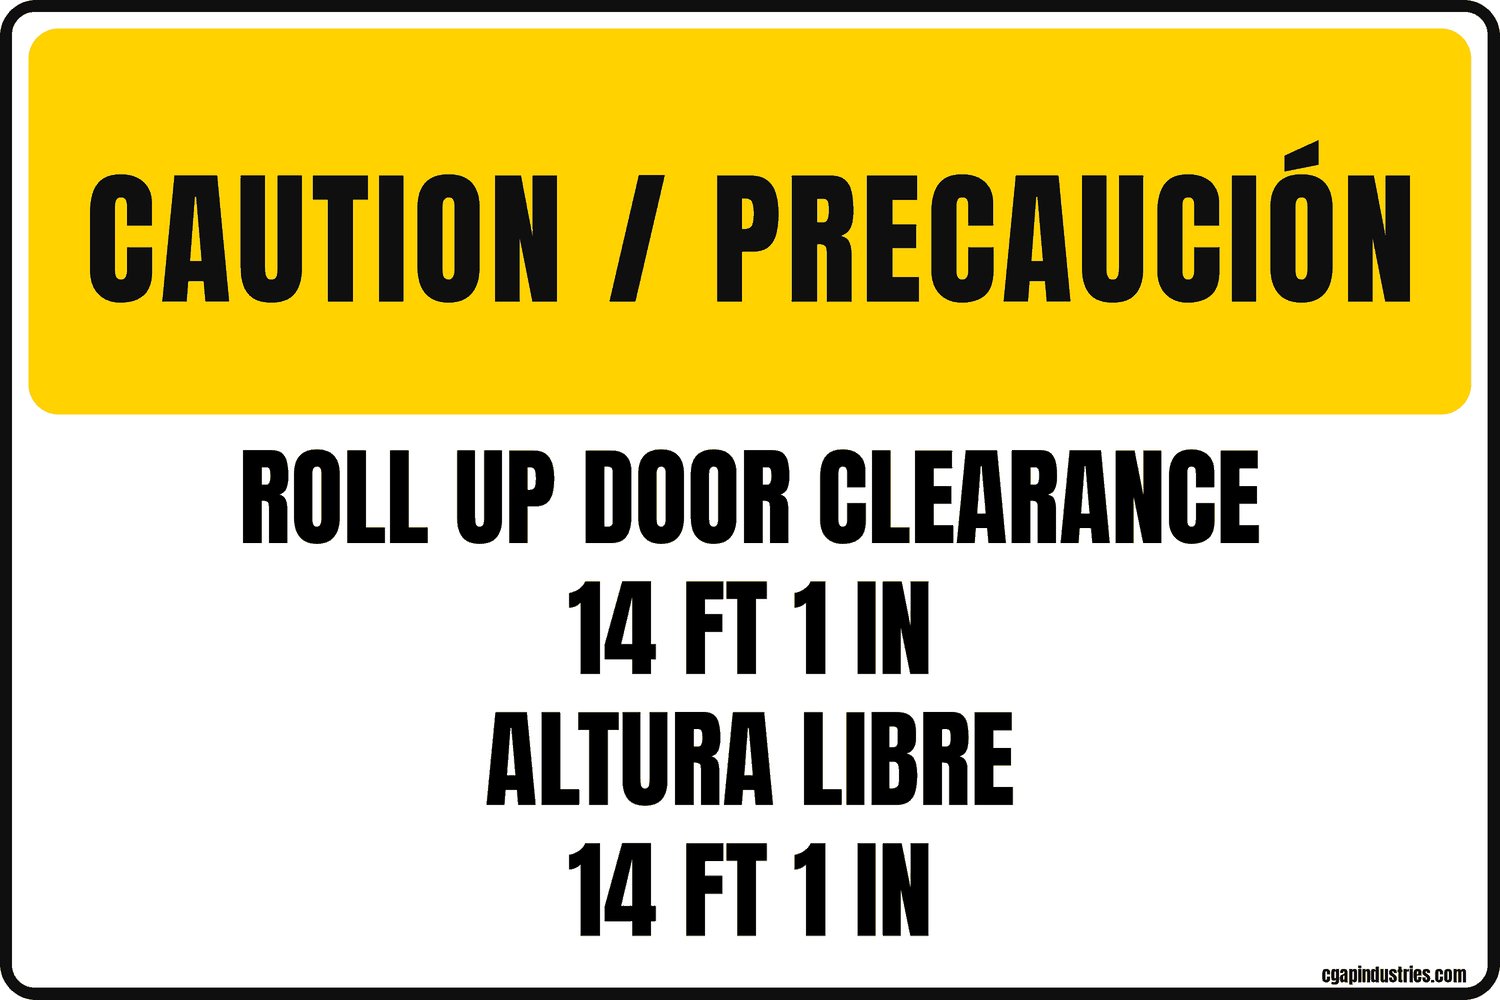 CAUTION / PRECAUCIÓN
ROLL UP DOOR CLEARANCE
14 FT 1 IN
ALTURA LIBRE
14 FT 1 IN
cgapindustries.com